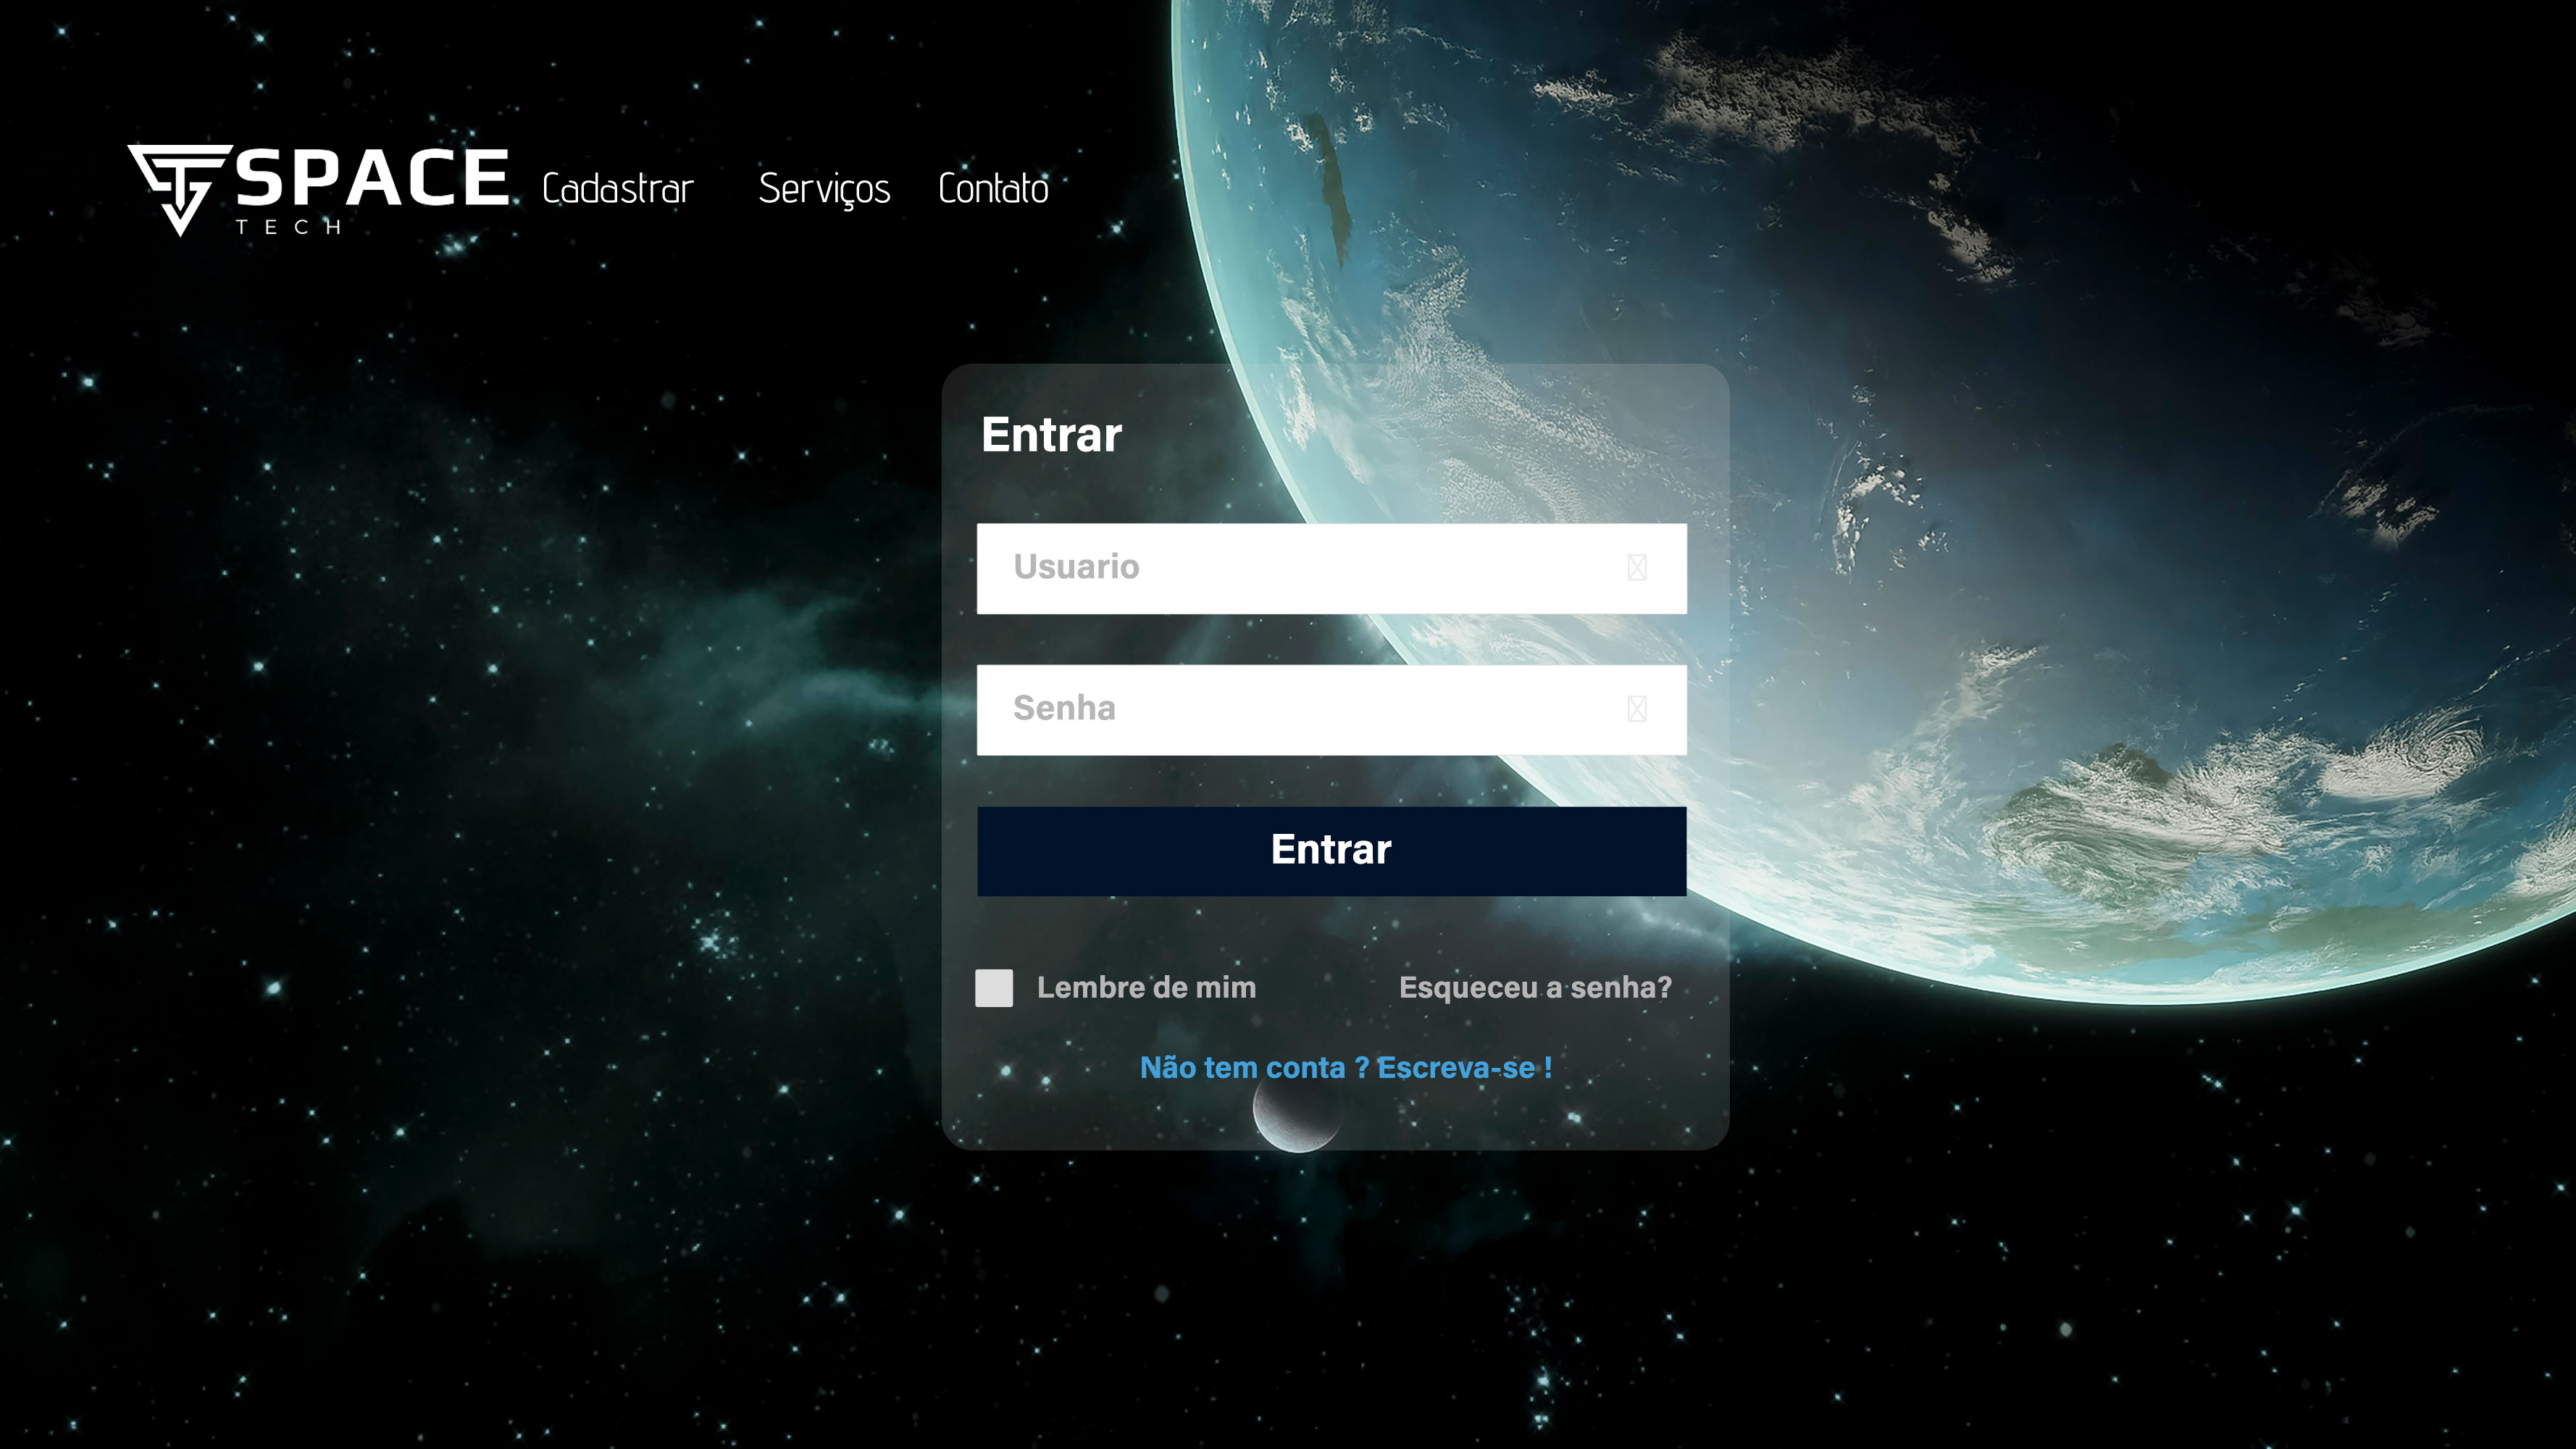 SPACE
TECH
Cadastrar Serviços Contato
Entrar
Usuario
Senha
Entrar
Lembre de mim Esqueceu a senha?
Não tem conta ? Escreva-se !